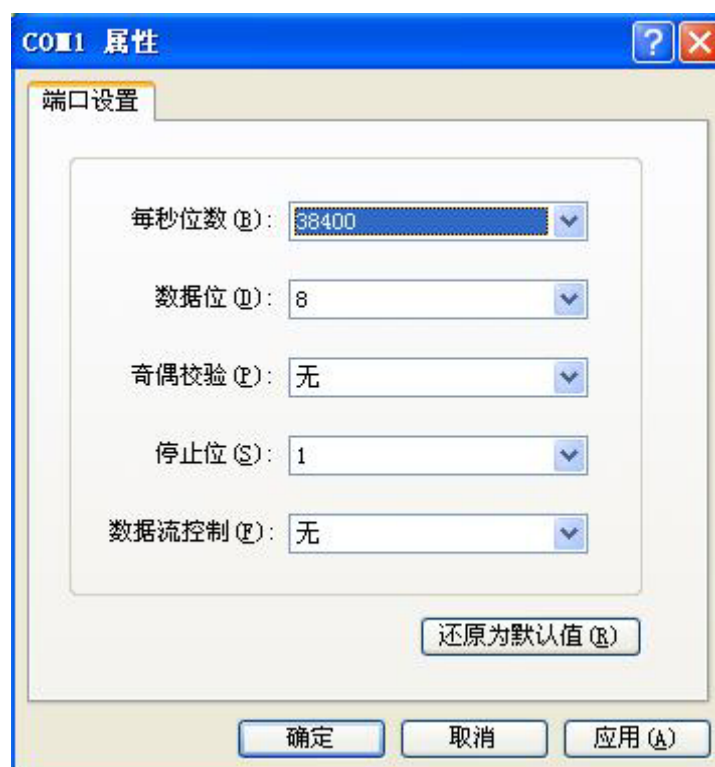 COM1 属性
端口设置
每秒位数(B): 38400
数据位(D): 8
奇偶校验(P): 无
停止位(S): 1
数据流控制(F): 无
还原为默认值(R)
确定 取消 应用(A)